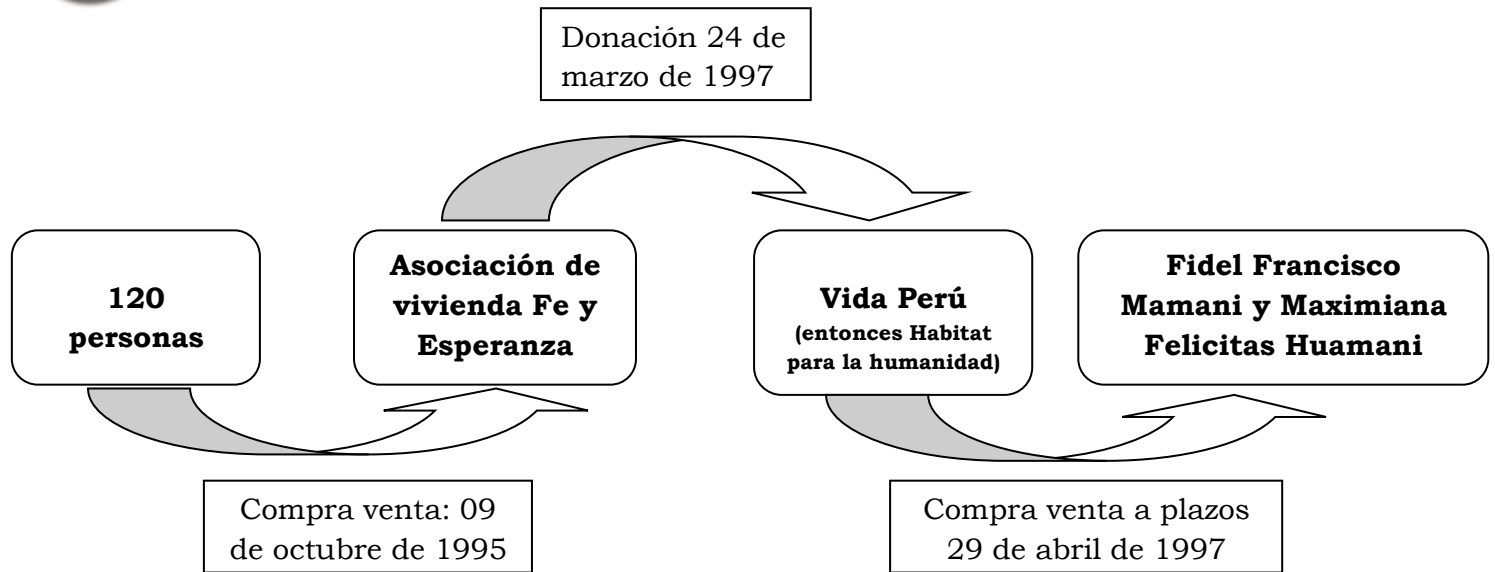 Donación 24 de
marzo de 1997
120
personas
Asociación de
vivienda Fe y
Esperanza
Vida Perú
(entonces Habitat
para la humanidad)
Fidel Francisco
Mamani y Maximiana
Felicitas Huamani
Compra venta: 09
de octubre de 1995
Compra venta a plazos
29 de abril de 1997